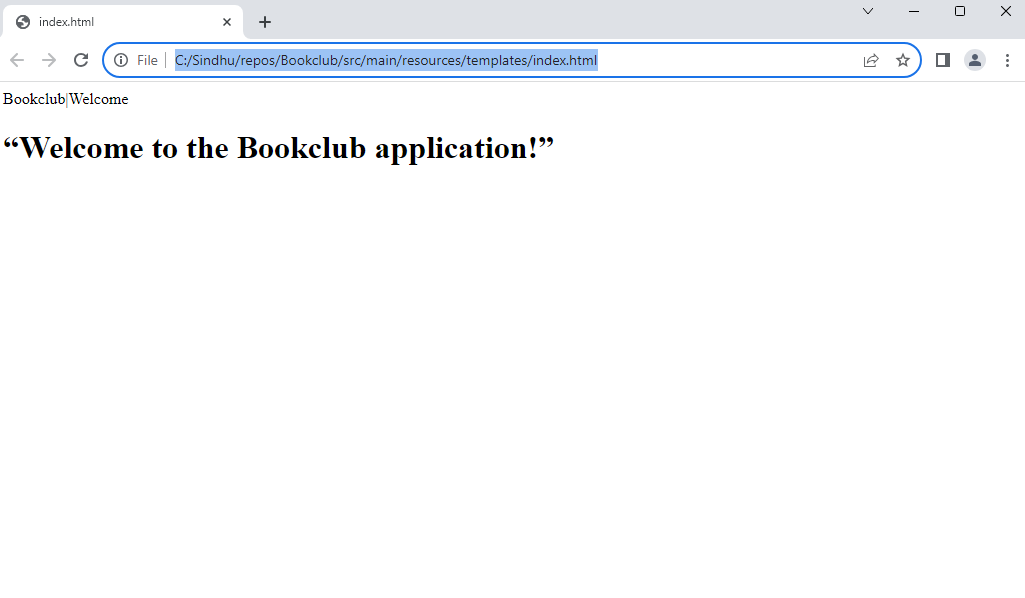 index.html
File C:/Sindhu/repos/Bookclub/src/main/resources/templates/index.html
Bookclub|Welcome
“Welcome to the Bookclub application!”